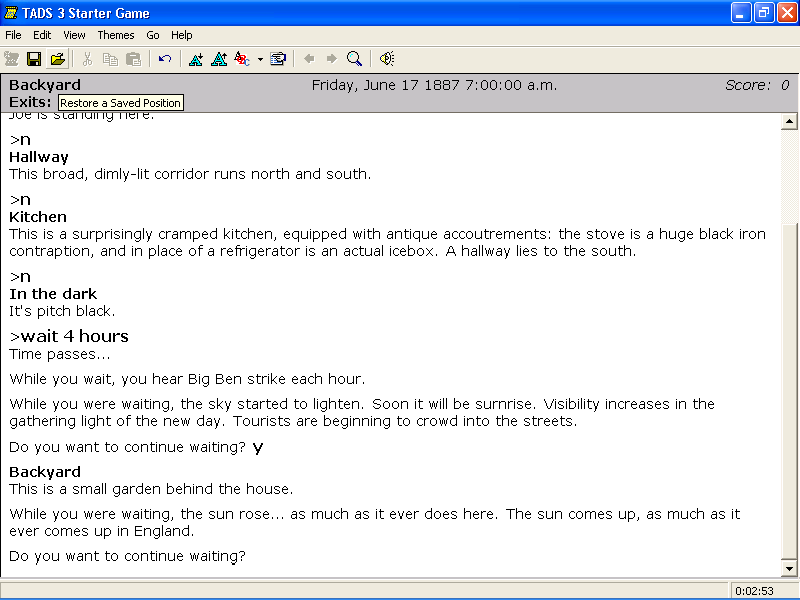 TADS 3 Starter Game
File Edit View Themes Go Help
Backyard Friday, June 17 1887 7:00:00 a.m. Score: 0
Exits: Restore a Saved Position
Joe is standing here.
>n
Hallway
This broad, dimly-lit corridor runs north and south.
>n
Kitchen
This is a surprisingly cramped kitchen, equipped with antique accoutrements: the stove is a huge black iron
contraption, and in place of a refrigerator is an actual icebox. A hallway lies to the south.
>n
In the dark
It's pitch black.
>wait 4 hours
Time passes...
While you wait, you hear Big Ben strike each hour.
While you were waiting, the sky started to lighten. Soon it will be surnrise. Visibility increases in the
gathering light of the new day. Tourists are beginning to crowd into the streets.
Do you want to continue waiting? y
Backyard
This is a small garden behind the house.
While you were waiting, the sun rose... as much as it ever does here. The sun comes up, as much as it
ever comes up in England.
Do you want to continue waiting?
0:02:53